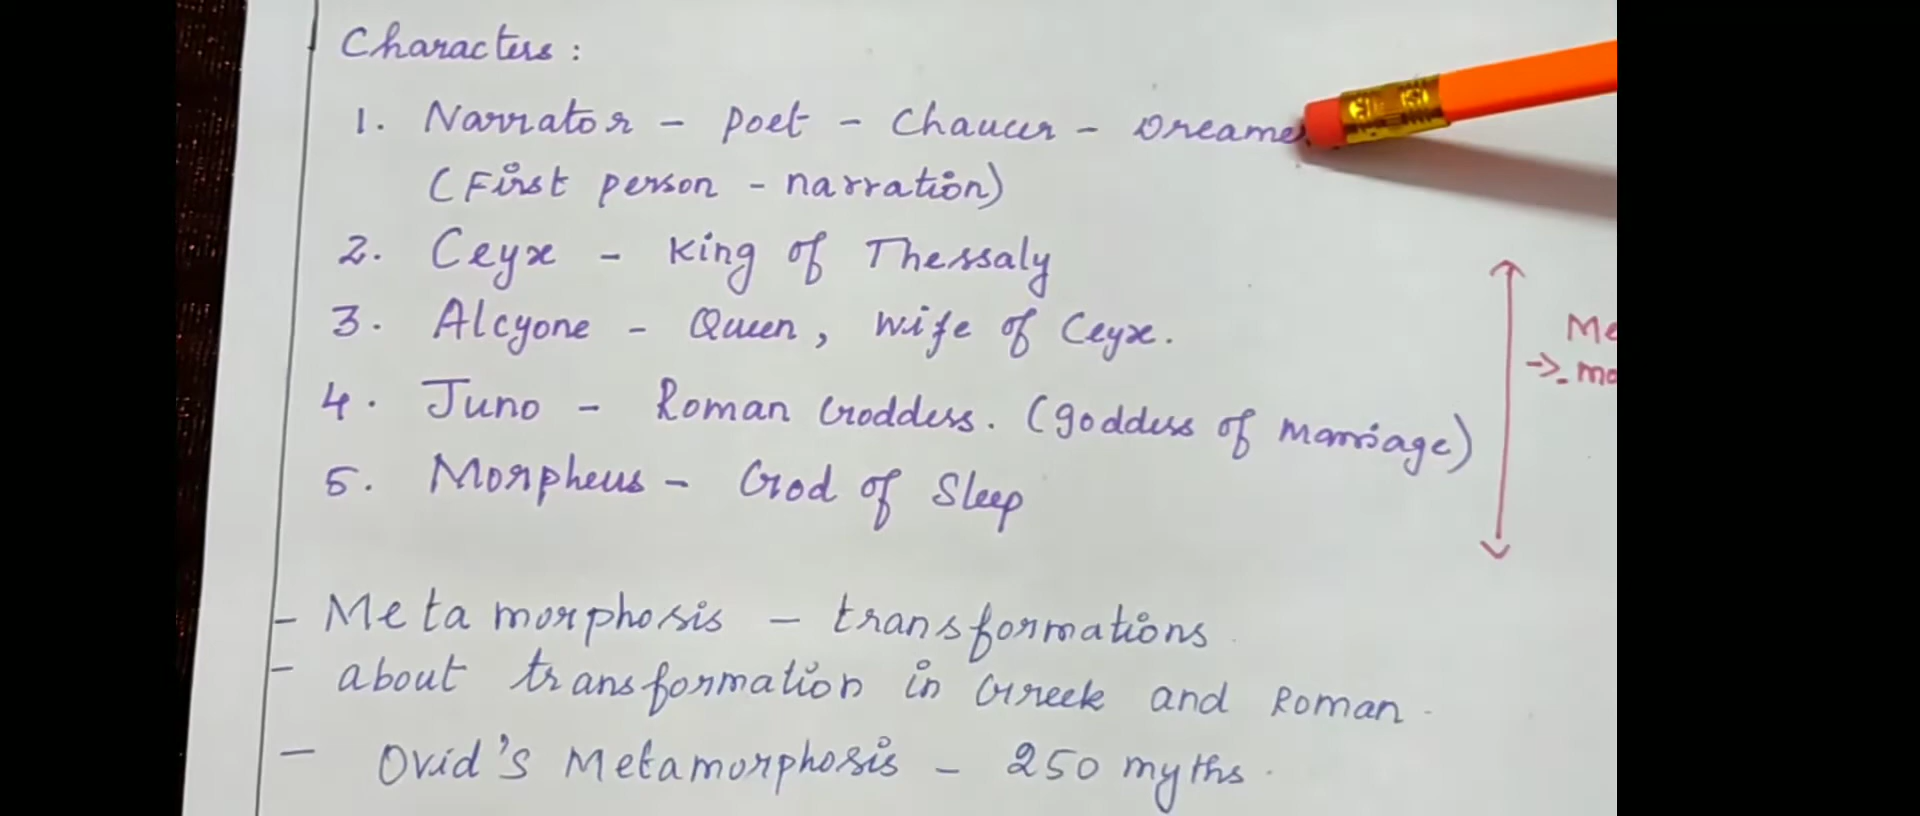 Characters:
1. Narrator - Poet - Chaucer - Dreamer
(First person - narration)
2. Ceyx - King of Thessaly
3. Alcyone - Queen, wife of Ceyx.
4. Juno - Roman Goddess. (goddess of marriage)
5. Morpheus - God of Sleep
- Metamorphosis - transformations
- about transformation in Greek and Roman
- Ovid's Metamorphosis - 250 myths.